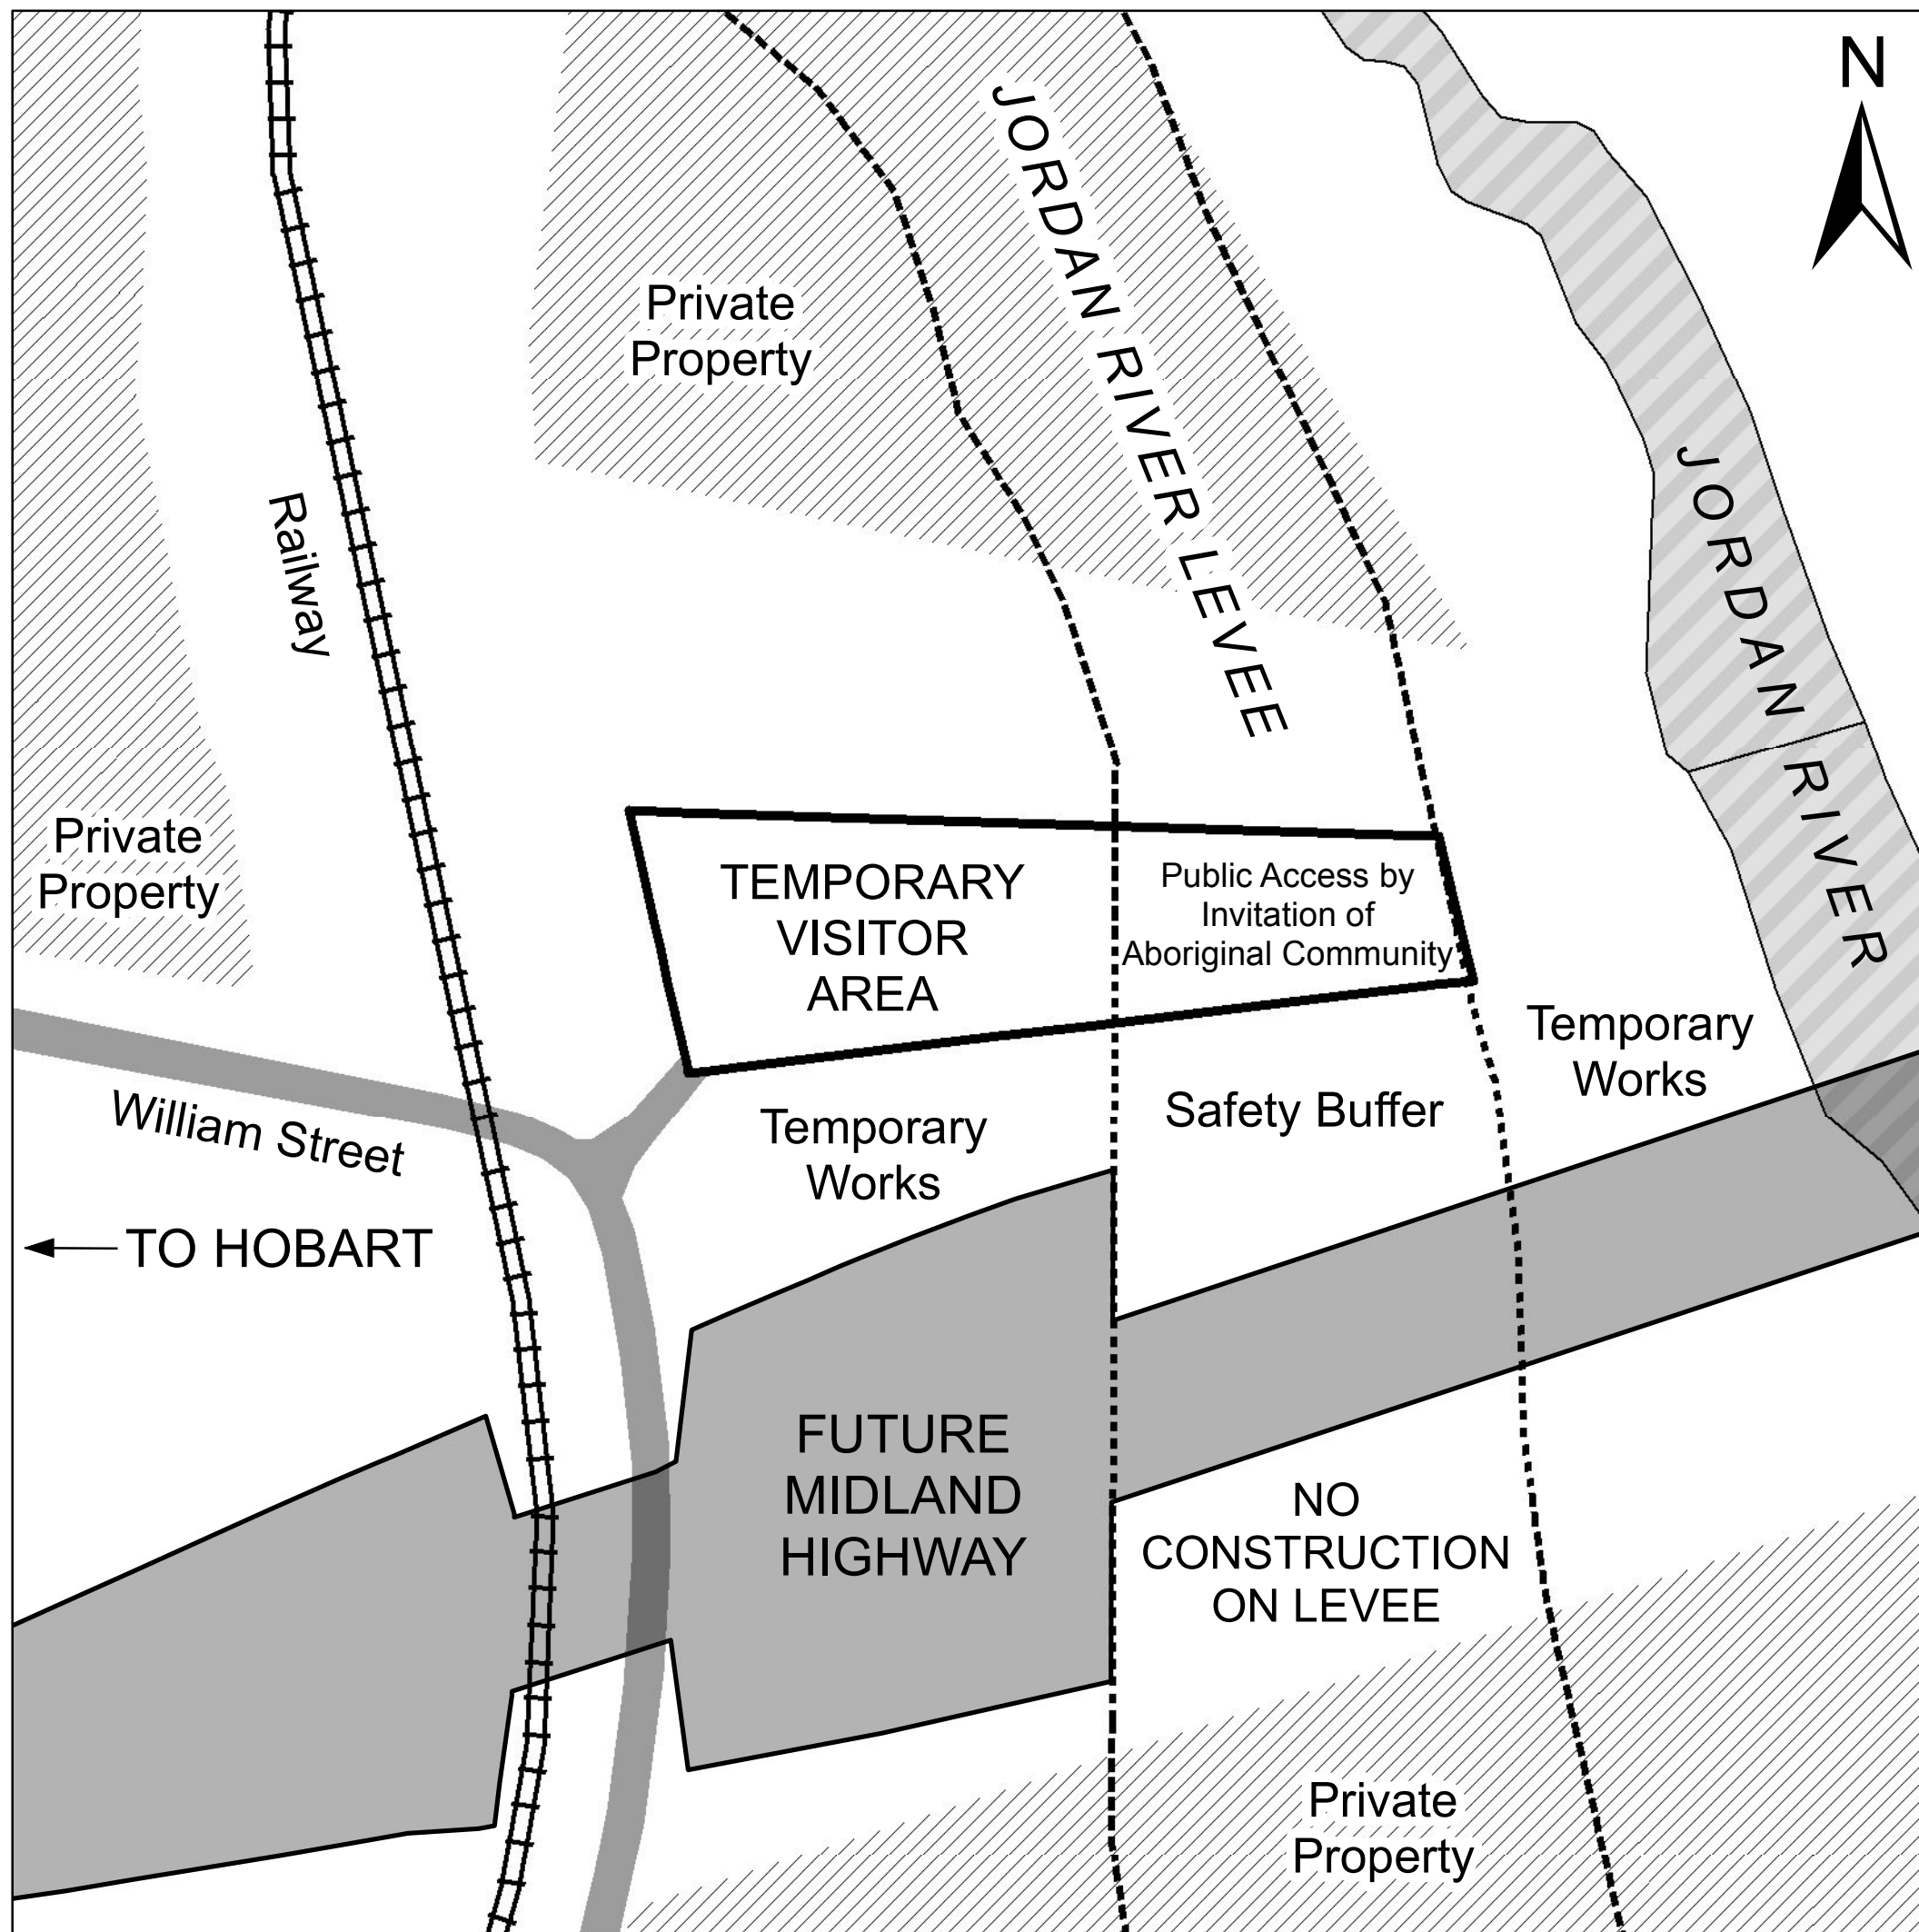 N
JORDAN RIVER LEVEE
Private
Property
JORDAN RIVER
Railway
Private
Property
TEMPORARY
VISITOR
AREA
Public Access by
Invitation of
Aboriginal Community
Temporary
Works
William Street
Temporary
Works
Safety Buffer
TO HOBART
FUTURE
MIDLAND
HIGHWAY
NO
CONSTRUCTION
ON LEVEE
Private
Property